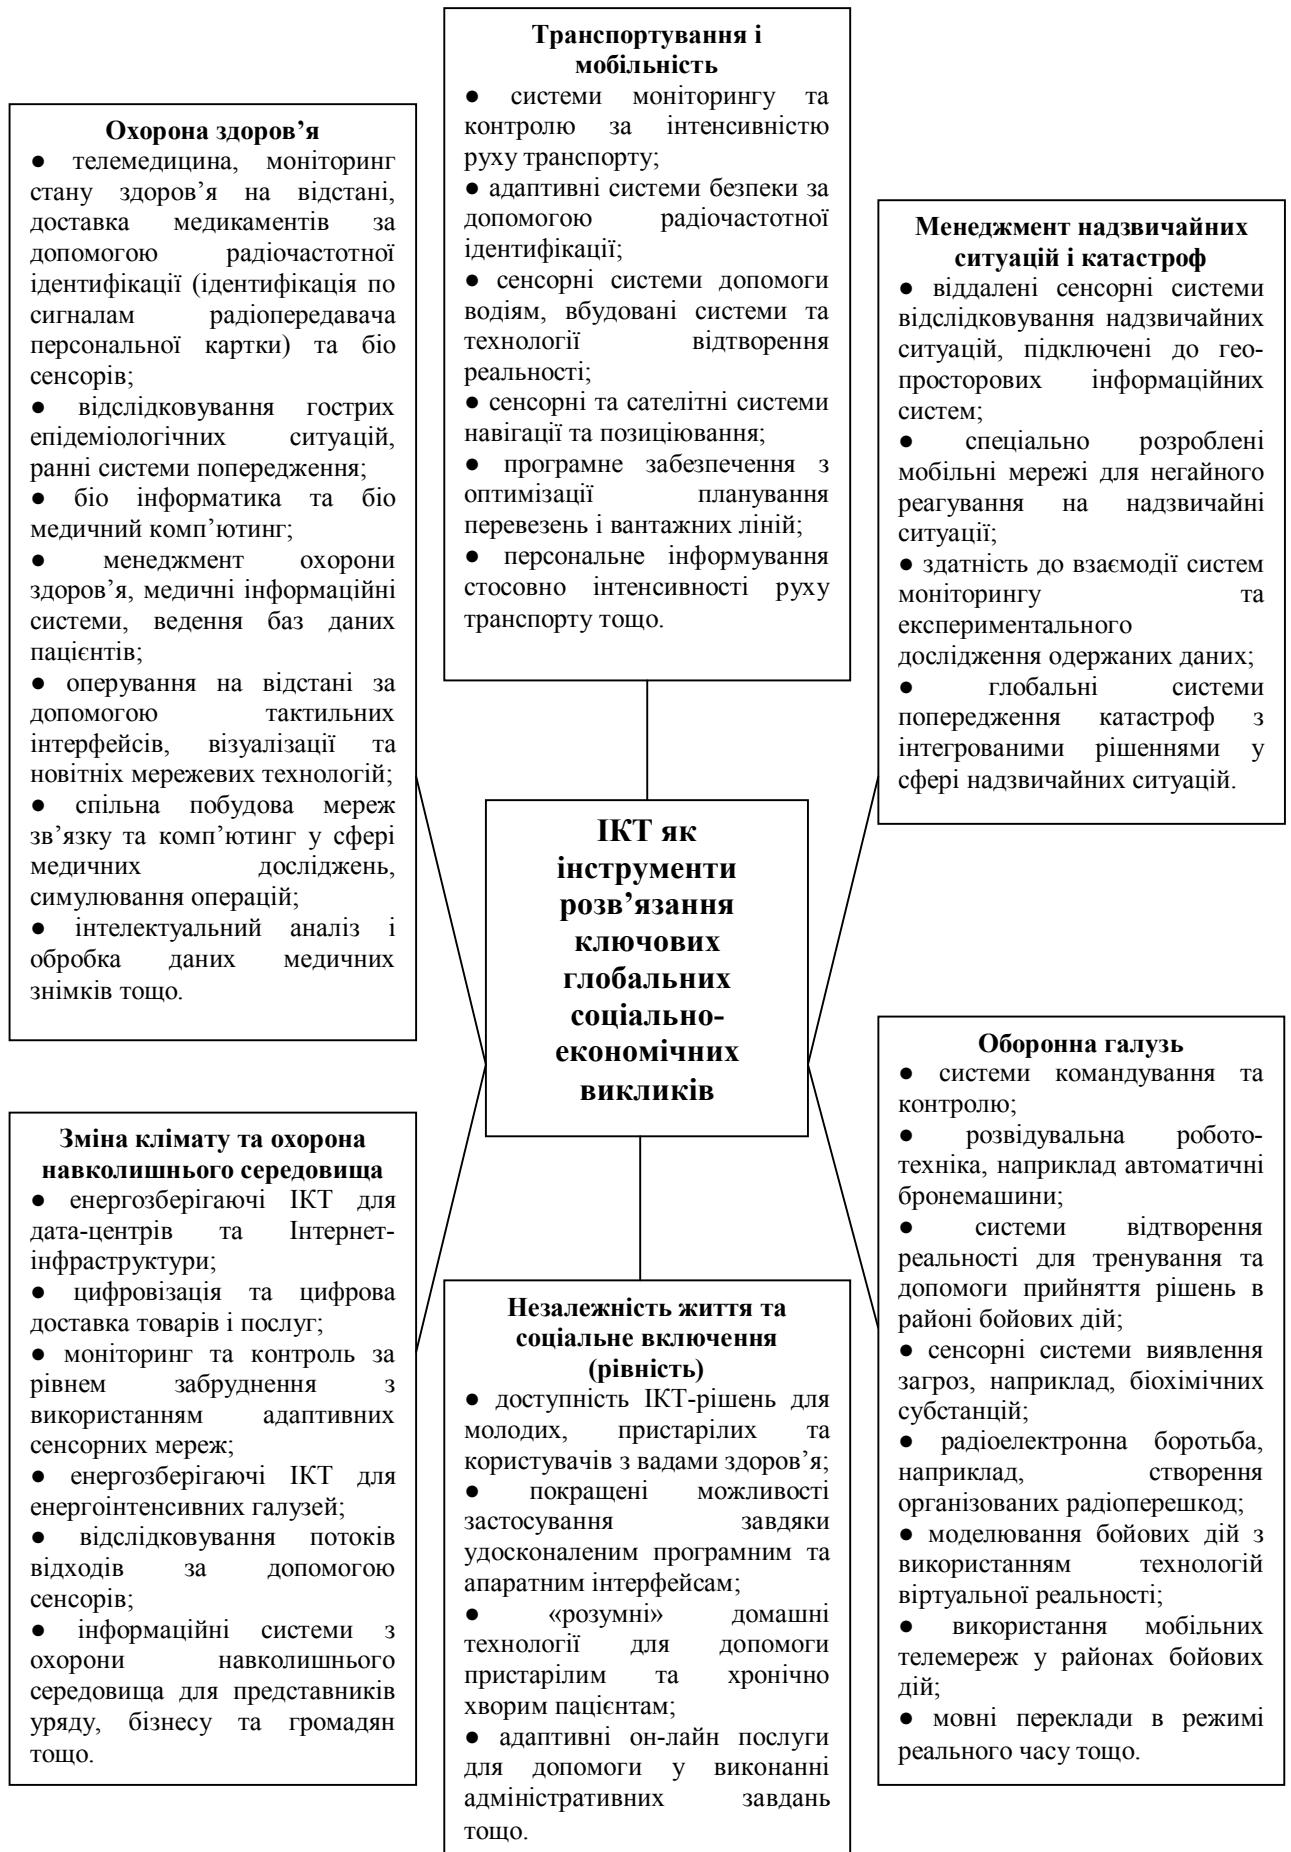 Транспортування і
мобільність
● системи моніторингу та
контролю за інтенсивністю
руху транспорту;
● адаптивні системи безпеки за
допомогою радіочастотної
ідентифікації;
● сенсорні системи допомоги
водіям, вбудовані системи та
технології відтворення
реальності;
● сенсорні та сателітні системи
навігації та позиціювання;
● програмне забезпечення з
оптимізації планування
перевезень і вантажних ліній;
● персональне інформування
стосовно інтенсивності руху
транспорту тощо.
Охорона здоров’я
● телемедицина, моніторинг
стану здоров’я на відстані,
доставка медикаментів за
допомогою радіочастотної
ідентифікації (ідентифікація по
сигналам радіопередавача
персональної картки) та біо
сенсорів;
● відслідковування гострих
епідеміологічних ситуацій,
ранні системи попередження;
● біо інформатика та біо
медичний комп’ютинг;
● менеджмент охорони
здоров’я, медичні інформаційні
системи, ведення баз даних
пацієнтів;
● оперування на відстані за
допомогою тактильних
інтерфейсів, візуалізації та
новітніх мережевих технологій;
● спільна побудова мереж
зв’язку та комп’ютинг у сфері
медичних досліджень,
симулювання операцій;
● інтелектуальний аналіз і
обробка даних медичних
знімків тощо.
Менеджмент надзвичайних
ситуацій і катастроф
● віддалені сенсорні системи
відслідковування надзвичайних
ситуацій, підключені до гео-
просторових інформаційних
систем;
● спеціально розроблені
мобільні мережі для негайного
реагування на надзвичайні
ситуації;
● здатність до взаємодії систем
моніторингу та
експериментального
дослідження одержаних даних;
● глобальні системи
попередження катастроф з
інтегрованими рішеннями у
сфері надзвичайних ситуацій.
ІКТ як
інструменти
розв’язання
ключових
глобальних
соціально-
економічних
викликів
Зміна клімату та охорона
навколишнього середовища
● енергозберігаючі ІКТ для
дата-центрів та Інтернет-
інфраструктури;
● цифровізація та цифрова
доставка товарів і послуг;
● моніторинг та контроль за
рівнем забруднення з
використанням адаптивних
сенсорних мереж;
● енергозберігаючі ІКТ для
енергоінтенсивних галузей;
● відслідковування потоків
відходів за допомогою
сенсорів;
● інформаційні системи з
охорони навколишнього
середовища для представників
уряду, бізнесу та громадян
тощо.
Незалежність життя та
соціальне включення
(рівність)
● доступність ІКТ-рішень для
молодих, пристарілих та
користувачів з вадами здоров’я;
● покращені можливості
застосування завдяки
удосконаленим програмним та
апаратним інтерфейсам;
● «розумні» домашні
технології для допомоги
пристарілим та хронічно
хворим пацієнтам;
● адаптивні он-лайн послуги
для допомоги у виконанні
адміністративних завдань
тощо.
Оборонна галузь
● системи командування та
контролю;
● розвідувальна робото-
техніка, наприклад автоматичні
бронемашини;
● системи відтворення
реальності для тренування та
допомоги прийняття рішень в
районі бойових дій;
● сенсорні системи виявлення
загроз, наприклад, біохімічних
субстанцій;
● радіоелектронна боротьба,
наприклад, створення
організованих радіоперешкод;
● моделювання бойових дій з
використанням технологій
віртуальної реальності;
● використання мобільних
телемереж у районах бойових
дій;
● мовні переклади в режимі
реального часу тощо.